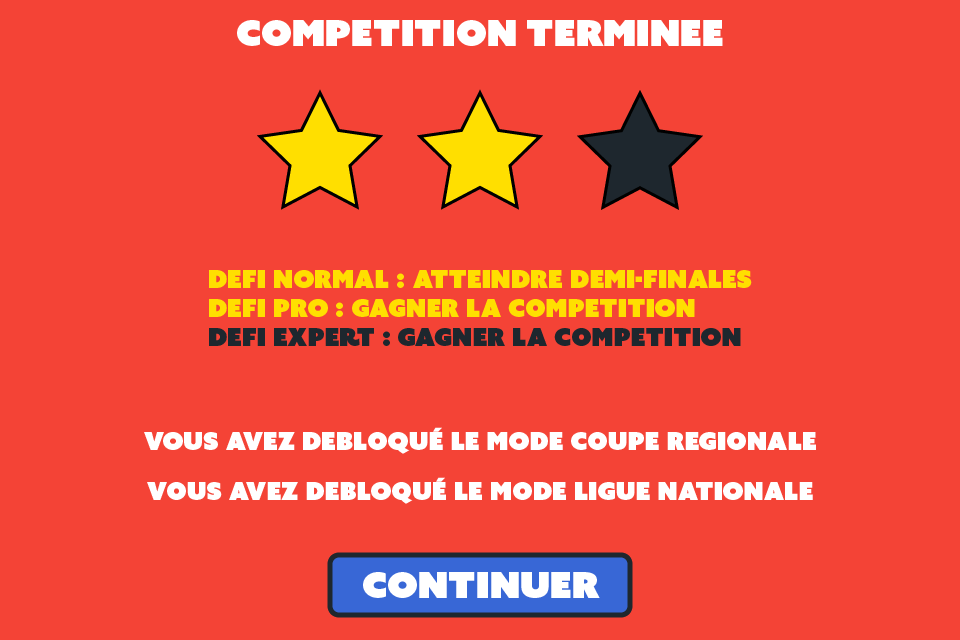 COMPETITION TERMINEE
DEFI NORMAL : ATTEINDRE DEMI-FINALES
DEFI PRO : GAGNER LA COMPETITION
DEFI EXPERT : GAGNER LA COMPETITION
VOUS AVEZ DEBLOQUÉ LE MODE COUPE REGIONALE
VOUS AVEZ DEBLOQUÉ LE MODE LIGUE NATIONALE
CONTINUER